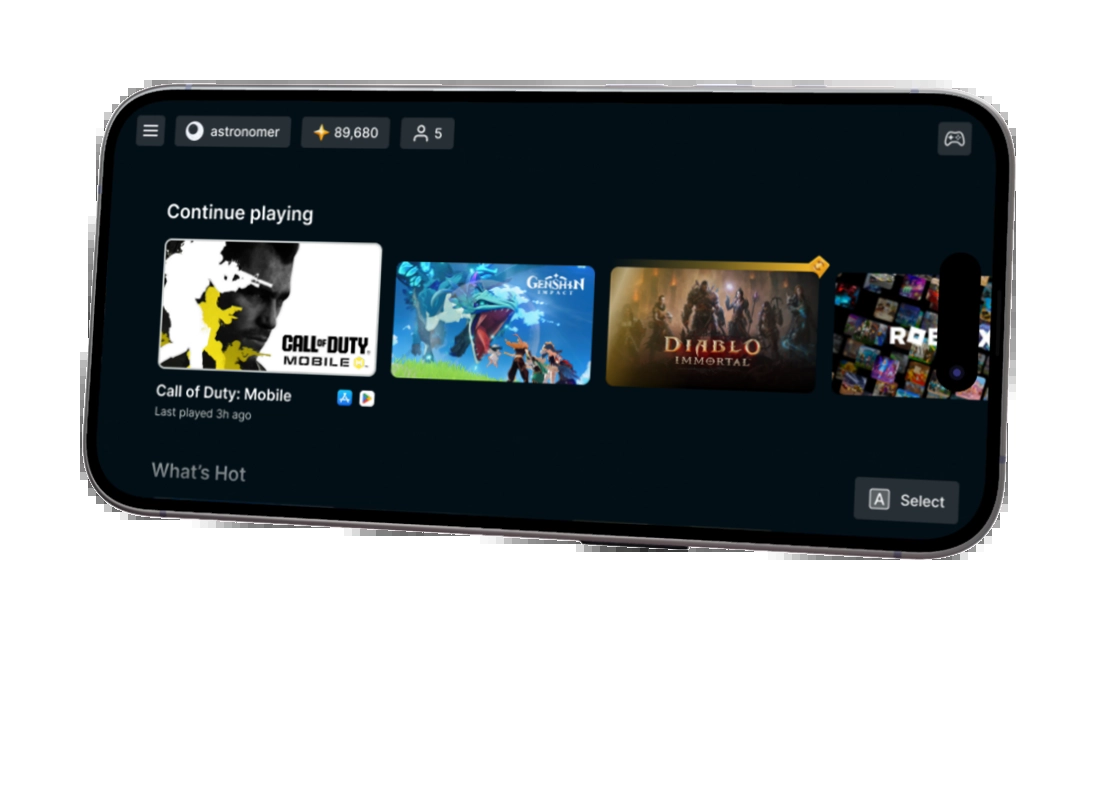 astronomer
89,680
5
Continue playing
CALL OF DUTY
MOBILE
GENSHIN
IMPACT
DIABLO
IMMORTAL
Call of Duty: Mobile
Last played 3h ago
What's Hot
A Select